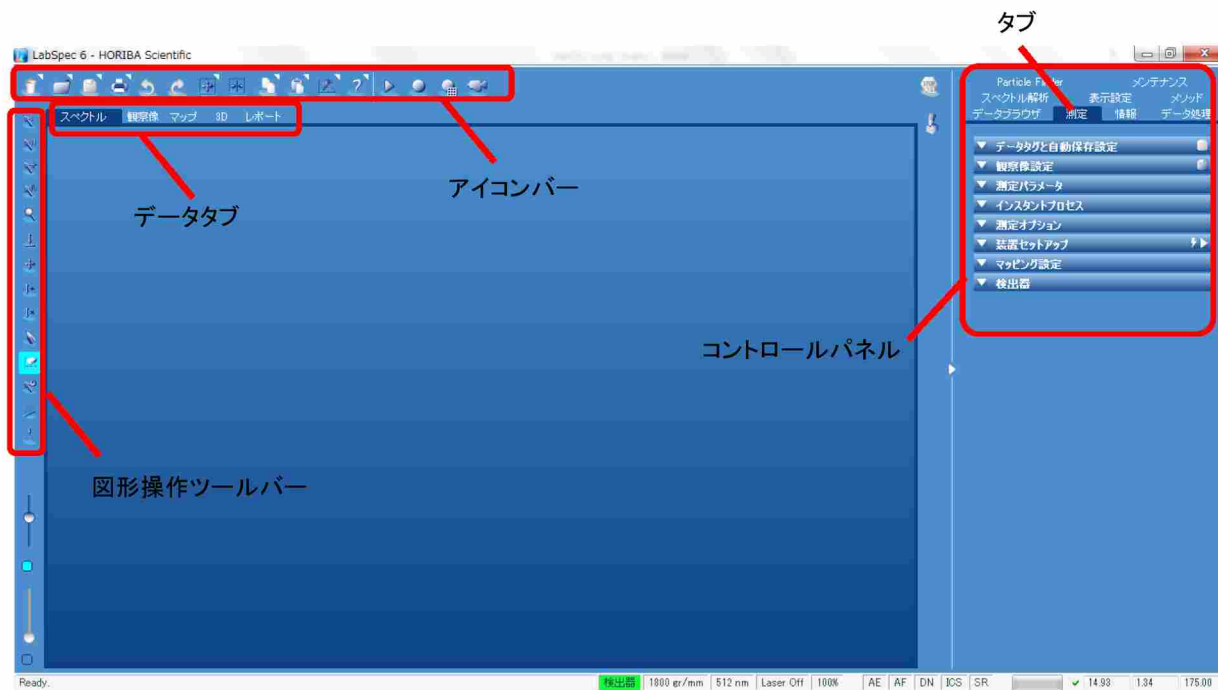 タブ
LabSpec 6 - HORIBA Scientific
Particle Finder メンテナンス
スペクトル解析 表示設定 メソッド
データブラウザ 測定 情報 データ処理
スペクトル 観察像 マップ 3D レポート
データタグと自動保存設定
観察像設定
測定パラメータ
インスタントプロセス
測定オプション
装置セットアップ
マッピング設定
検出器
アイコンバー
データタブ
コントロールパネル
図形操作ツールバー
Ready. 検出器 1800 gr/mm 512 nm Laser Off 100% AE AF DN ICS SR 14.93 1.34 175.00